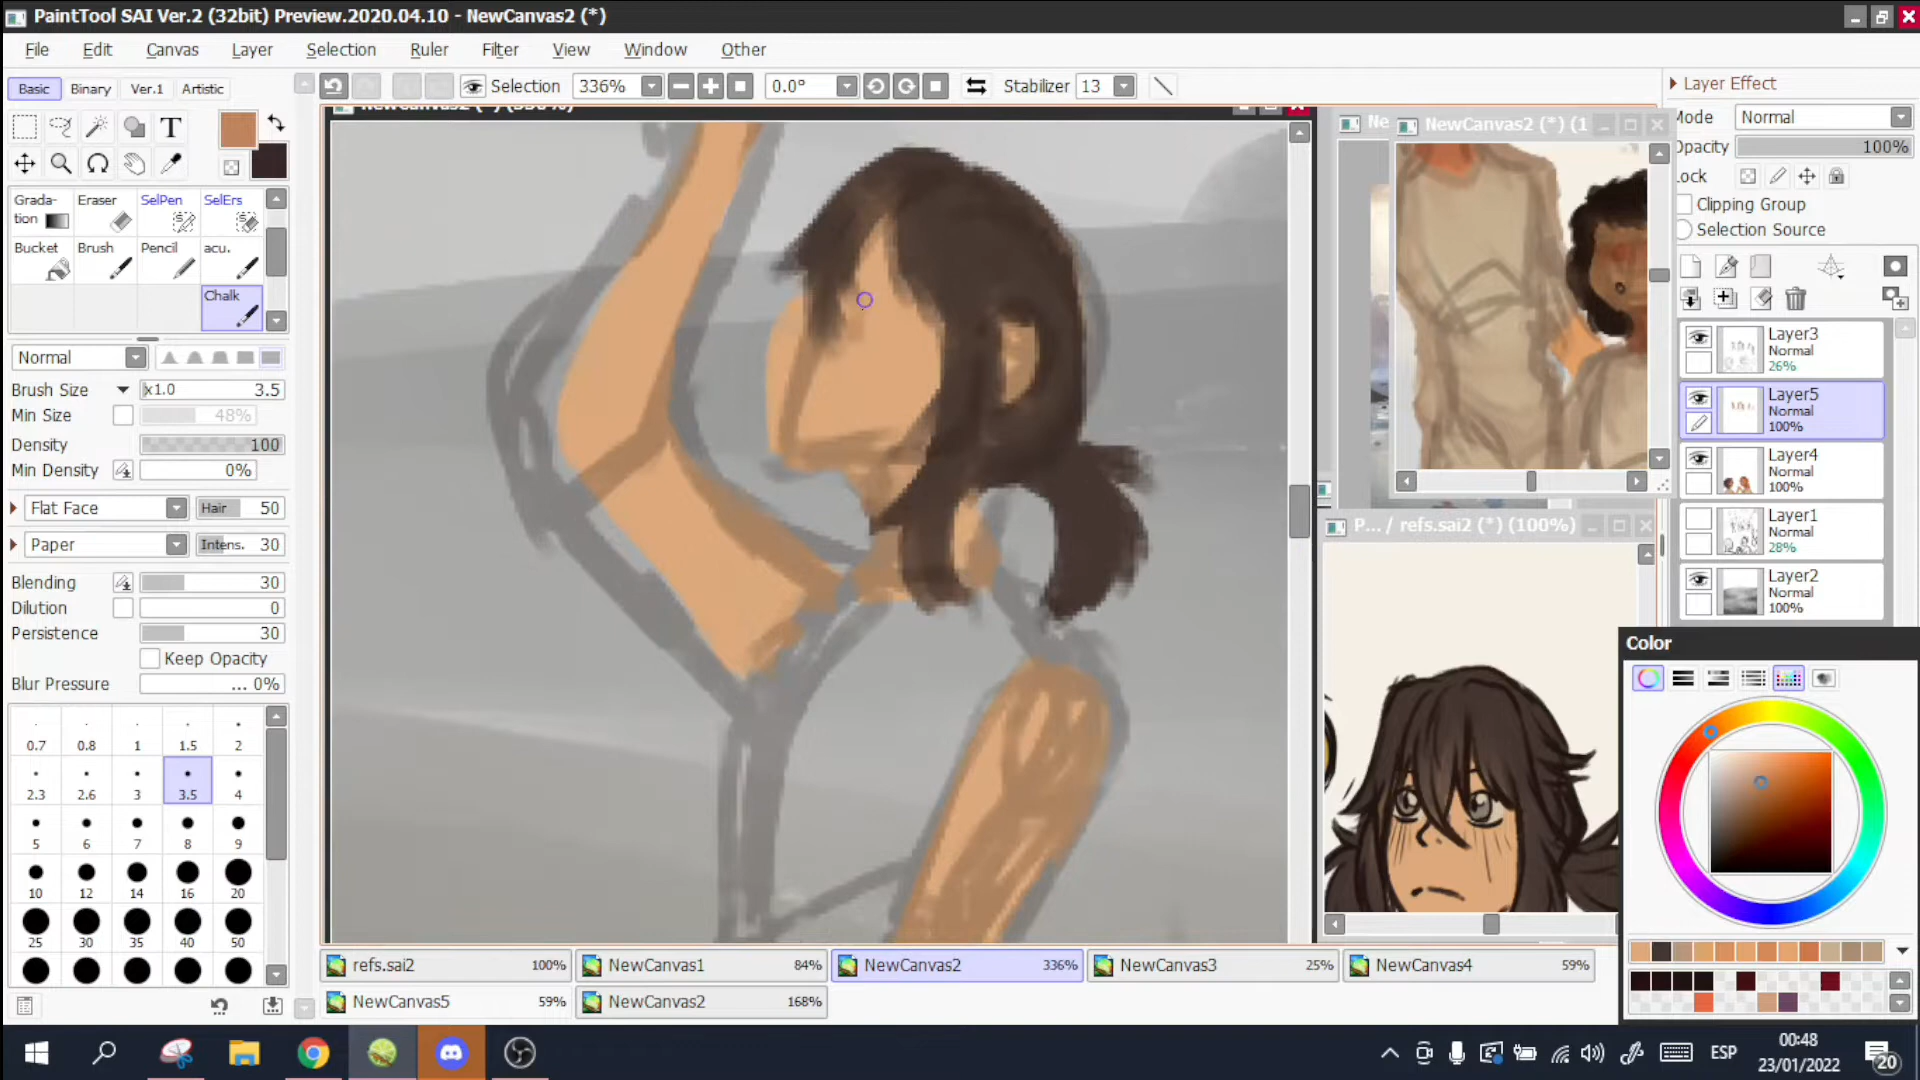 PaintTool SAI Ver.2 (32bit) Preview.2020.04.10 - NewCanvas2 (*)
File Edit Canvas Layer Selection Ruler Filter View Window Other
Basic Binary Ver.1 Artistic
Selection 336% 0.0° Stabilizer 13
Layer Effect
Mode Normal
Opacity 100%
Lock
Clipping Group
Selection Source
T
Grada-
tion
Eraser
SelPen
SelErs
Bucket
Brush
Pencil
acu.
Chalk
Normal
Brush Size x1.0 3.5
Min Size 48%
Density 100
Min Density 0%
Flat Face Hair 50
Paper Intens. 30
Blending 30
Dilution 0
Persistence 30
Keep Opacity
Blur Pressure ... 0%
0.7 0.8 1 1.5 2
2.3 2.6 3 3.5 4
5 6 7 8 9
10 12 14 16 20
25 30 35 40 50
Ne
NewCanvas2 (*) (1
P... / refs.sai2 (*) (100%)
Layer3
Normal
26%
Layer5
Normal
100%
Layer4
Normal
100%
Layer1
Normal
28%
Layer2
Normal
100%
Color
refs.sai2 100%
NewCanvas1 84%
NewCanvas2 336%
NewCanvas3 25%
NewCanvas4 59%
NewCanvas5 59%
NewCanvas2 168%
ESP
00:48
23/01/2022
20